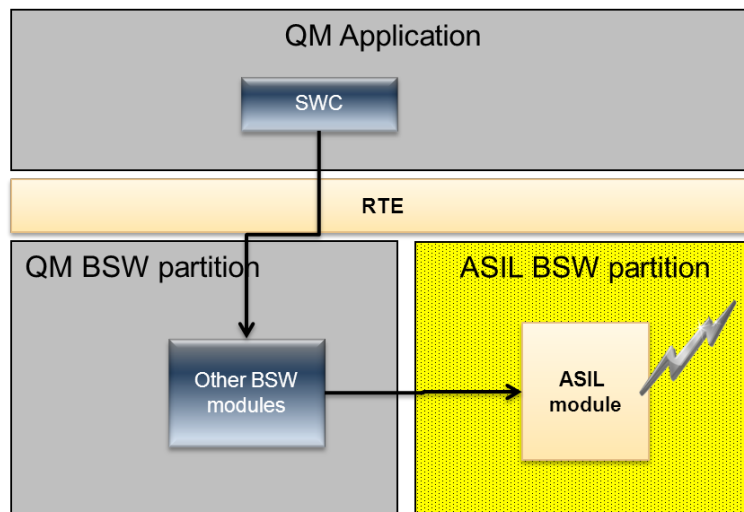 QM Application
SWC
RTE
QM BSW partition
ASIL BSW partition
Other BSW
modules
ASIL
module